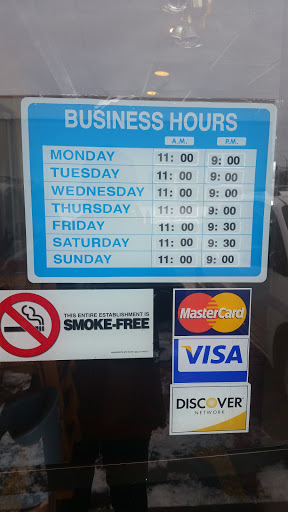 BUSINESS HOURS
A.M. P.M.
MONDAY 11: 00 9: 00
TUESDAY 11: 00 9: 00
WEDNESDAY 11: 00 9: 00
THURSDAY 11: 00 9: 00
FRIDAY 11: 00 9: 30
SATURDAY 11: 00 9: 30
SUNDAY 11: 00 9: 00
THIS ENTIRE ESTABLISHMENT IS
SMOKE-FREE
MasterCard
VISA
DISCOVER
NETWORK